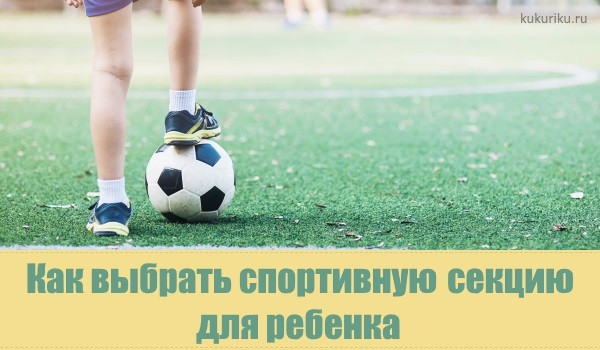 kukuriku.ru
Как выбрать спортивную секцию
для ребенка